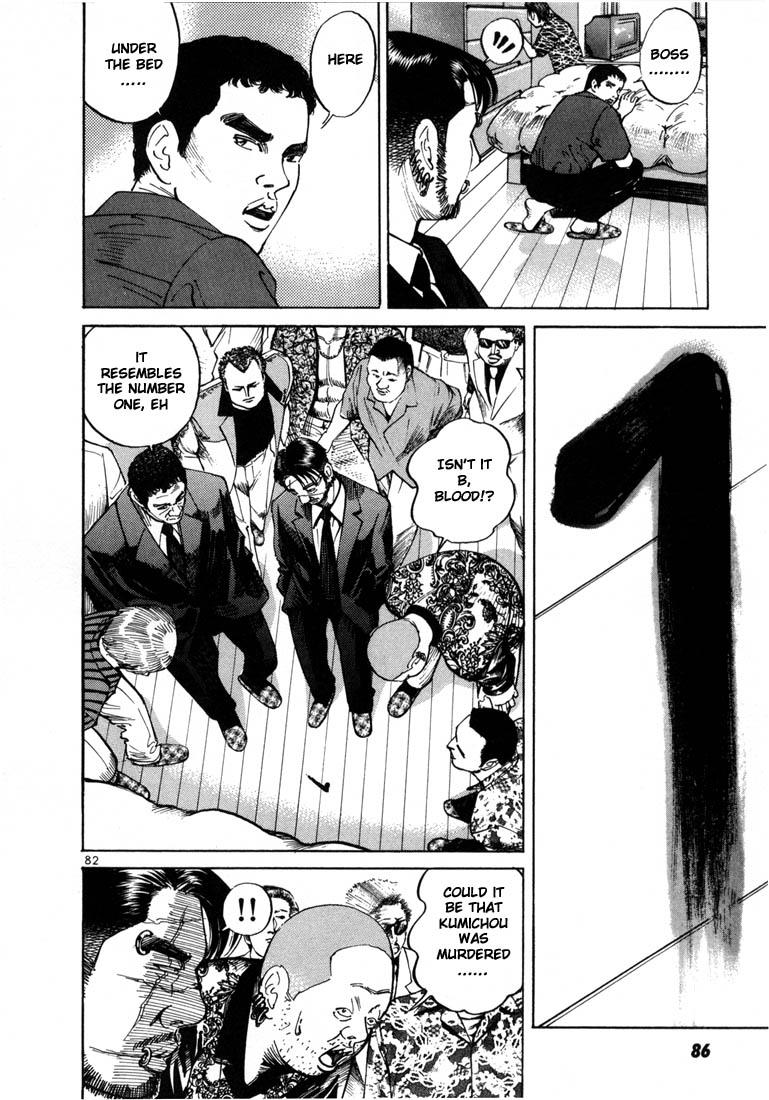 BOSS
........
!!!
HERE
UNDER
THE BED
.....
1
ISN'T IT
B,
BLOOD!?
IT
RESEMBLES
THE NUMBER
ONE, EH
82
COULD IT
BE THAT
KUMICHOU
WAS
MURDERED
......
!!
86